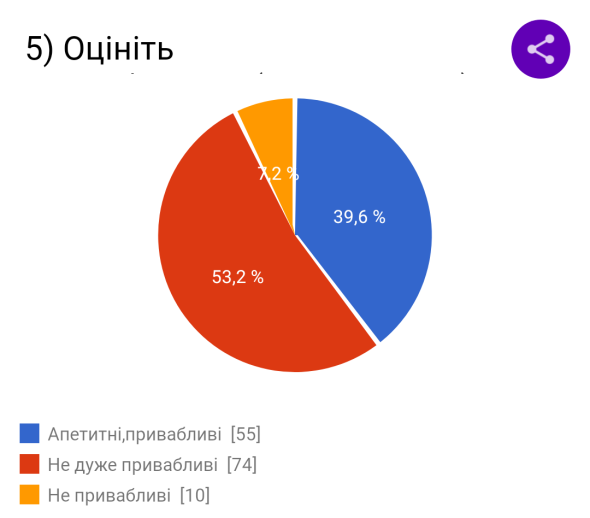 5) Оцініть
7,2 %
39,6 %
53,2 %
Апетитні,привабливі [55]
Не дуже привабливі [74]
Не привабливі [10]